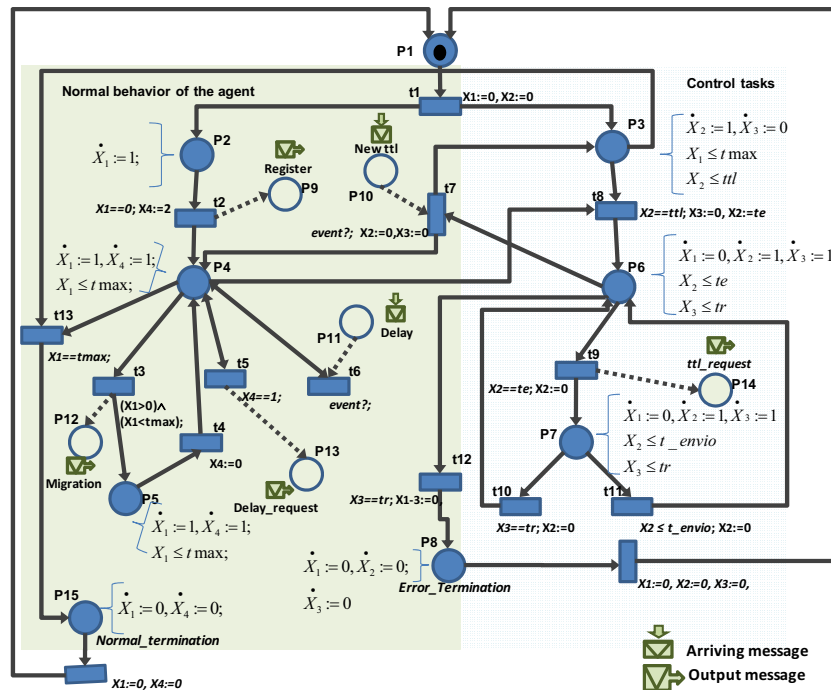 P1
Normal behavior of the agent
t1
X1:=0, X2:=0
Control tasks
P2
Ẋ1 := 1;
Register
P9
New ttl
P10
t7
event?; X2:=0,X3:=0
P3
Ẋ2 := 1, Ẋ3 := 0
X1 ≤ t max
X2 ≤ ttl
t2
X1==0; X4:=2
t8
X2==ttl; X3:=0, X2:=te
Ẋ1 := 1, Ẋ4 := 1;
X1 ≤ t max;
P4
P6
Ẋ1 := 0, Ẋ2 := 1, Ẋ3 := 1
X2 ≤ te
X3 ≤ tr
t13
X1==tmax;
P11
Delay
t3
(X1>0)∧
(X1<tmax);
t5
X4==1;
t6
event?;
t9
X2==te; X2:=0
ttl_request
P14
P12
Migration
t4
X4:=0
P13
Delay_request
P7
Ẋ1 := 0, Ẋ2 := 1, Ẋ3 := 1
X2 ≤ t_envio
X3 ≤ tr
t12
X3==tr; X1-3:=0,
t10
X3==tr; X2:=0
t11
X2 ≤ t_envio; X2:=0
P5
Ẋ1 := 1, Ẋ4 := 1;
X1 ≤ t max;
P8
Ẋ1 := 0, Ẋ2 := 0;
Ẋ3 := 0
Error_Termination
X1:=0, X2:=0, X3:=0,
P15
Ẋ1 := 0, Ẋ4 := 0;
Normal_termination
X1:=0, X4:=0
Arriving message
Output message